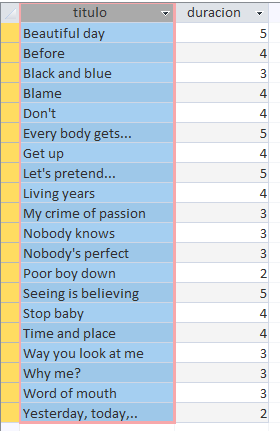 titulo duracion
Beautiful day 5
Before 4
Black and blue 3
Blame 4
Don't 4
Every body gets... 5
Get up 4
Let's pretend... 5
Living years 4
My crime of passion 3
Nobody knows 3
Nobody's perfect 3
Poor boy down 2
Seeing is believing 5
Stop baby 4
Time and place 4
Way you look at me 3
Why me? 3
Word of mouth 3
Yesterday, today,.. 2